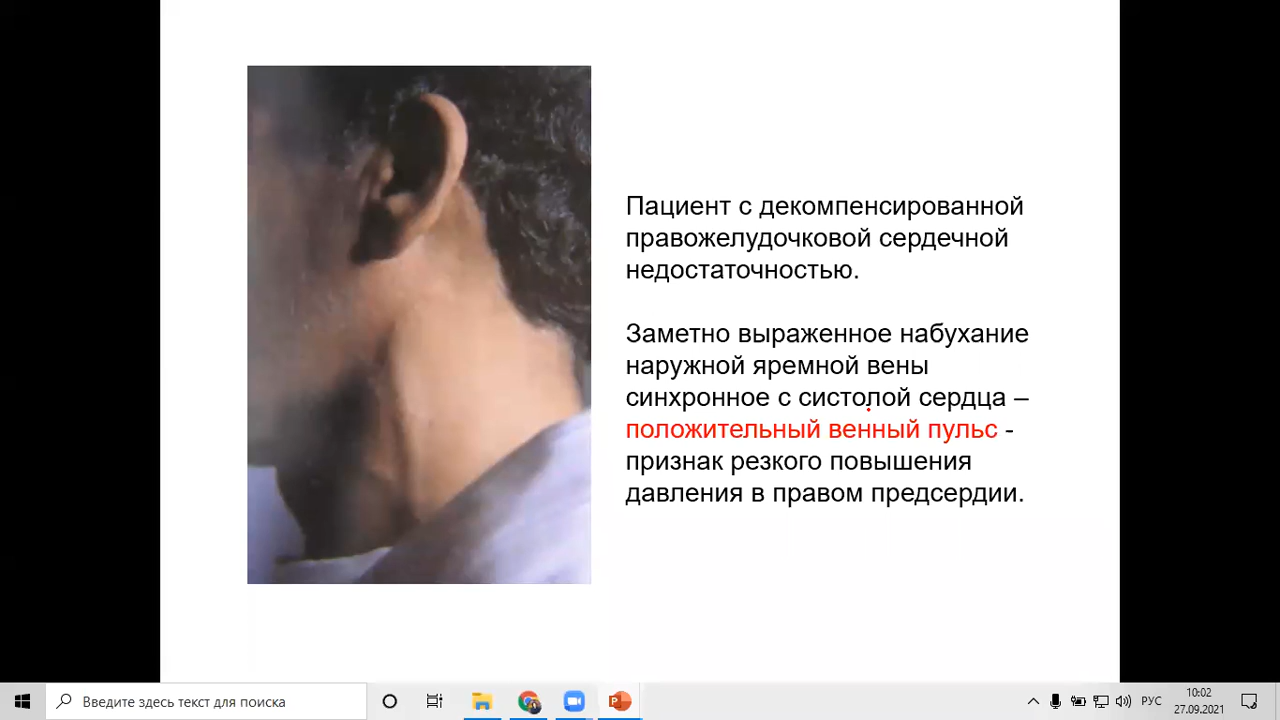 Пациент с декомпенсированной
правожелудочковой сердечной
недостаточностью.
Заметно выраженное набухание
наружной яремной вены
синхронное с систолой сердца –
положительный венный пульс -
признак резкого повышения
давления в правом предсердии.
Введите здесь текст для поиска
РУС
10:02
27.09.2021